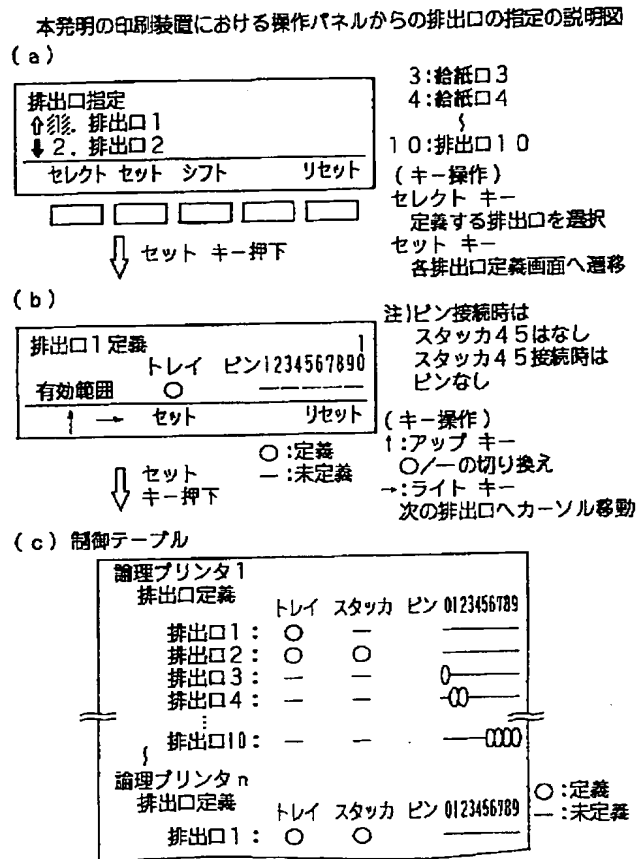 本発明の印刷装置における操作パネルからの排出口の指定の説明図
(a)
排出口指定
排出口1
2. 排出口2
セレクト セット シフト リセット
セット キー押下
3:給紙口3
4:給紙口4
10:排出口10
(キー操作)
セレクト キー
定義する排出口を選択
セット キー
各排出口定義画面へ遷移
(b)
排出口1定義 1
トレイ ピン1234567890
有効範囲 ○ ー ー ー ー ー
↑ → セット リセット
○:定義
ー:未定義
セット
キー押下
注)ピン接続時は
スタッカ45はなし
スタッカ45接続時は
ピンなし
(キー操作)
↑:アップ キー
○/ーの切り換え
→:ライト キー
次の排出口へカーソル移動
(c) 制御テーブル
論理プリンタ1
排出口定義
トレイ スタッカ ピン 0123456789
排出口1: ○ ー
排出口2: ○ ○
排出口3: ー ー
排出口4: ー ー
排出口10: ー ー
論理プリンタn
排出口定義
トレイ スタッカ ピン 0123456789
排出口1: ○ ○
○:定義
ー:未定義